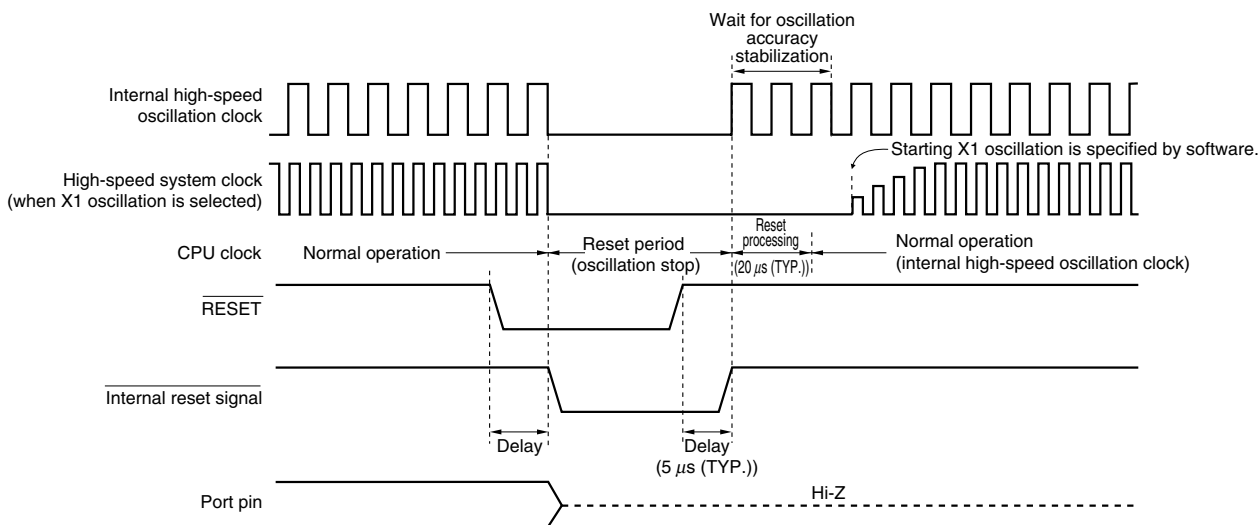 Wait for oscillation
accuracy
stabilization
Internal high-speed
oscillation clock
Starting X1 oscillation is specified by software.
High-speed system clock
(when X1 oscillation is selected)
CPU clock
Normal operation
Reset period
(oscillation stop)
Reset
processing
(20 μs (TYP.))
Normal operation
(internal high-speed oscillation clock)
RESET
Internal reset signal
Delay
Delay
(5 μs (TYP.))
Port pin
Hi-Z